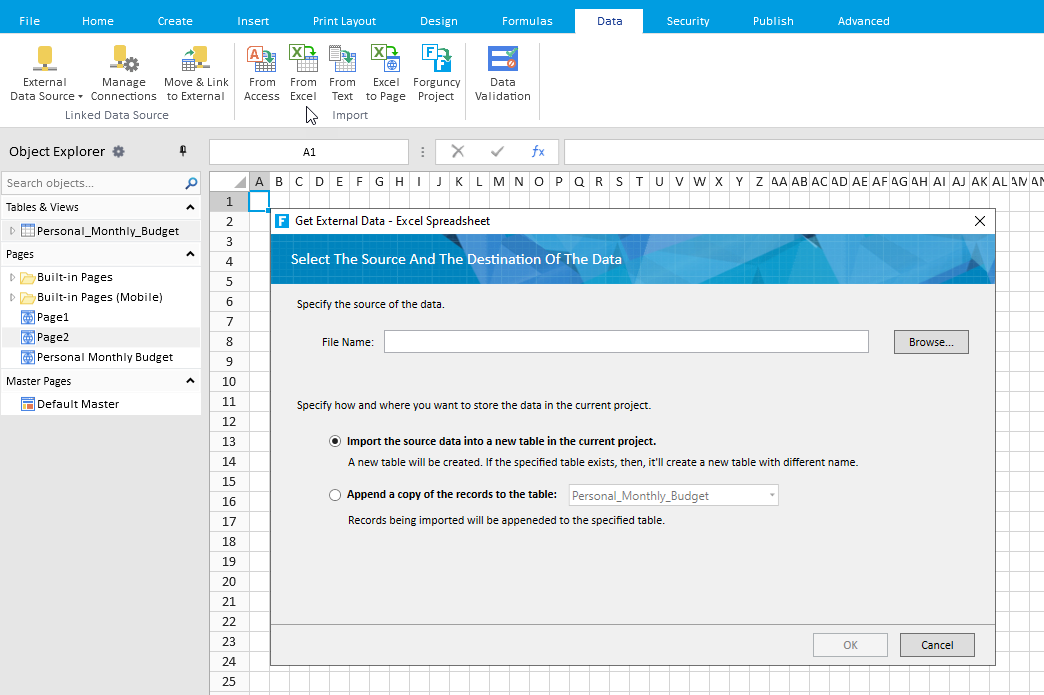 File Home Create Insert Print Layout Design Formulas Data Security Publish Advanced
External Data Source
Manage Connections
Move & Link to External
From Access
From Excel
From Text
Excel to Page
Forguncy Project
Data Validation
Linked Data Source
Import
Object Explorer
A1
fx
Search objects...
Tables & Views
Personal_Monthly_Budget
Pages
Built-in Pages
Built-in Pages (Mobile)
Page1
Page2
Personal Monthly Budget
Master Pages
Default Master
A B C D E F G H I J K L M N O P Q R S T U V W X Y Z AA AB AC AD AE AF AG AH AI AJ AK AL AM AN
1
2
3
4
5
6
7
8
9
10
11
12
13
14
15
16
17
18
19
20
21
22
23
24
25
F Get External Data - Excel Spreadsheet
Select The Source And The Destination Of The Data
Specify the source of the data.
File Name:
Browse...
Specify how and where you want to store the data in the current project.
Import the source data into a new table in the current project.
A new table will be created. If the specified table exists, then, it'll create a new table with different name.
Append a copy of the records to the table: Personal_Monthly_Budget
Records being imported will be appeneded to the specified table.
OK Cancel